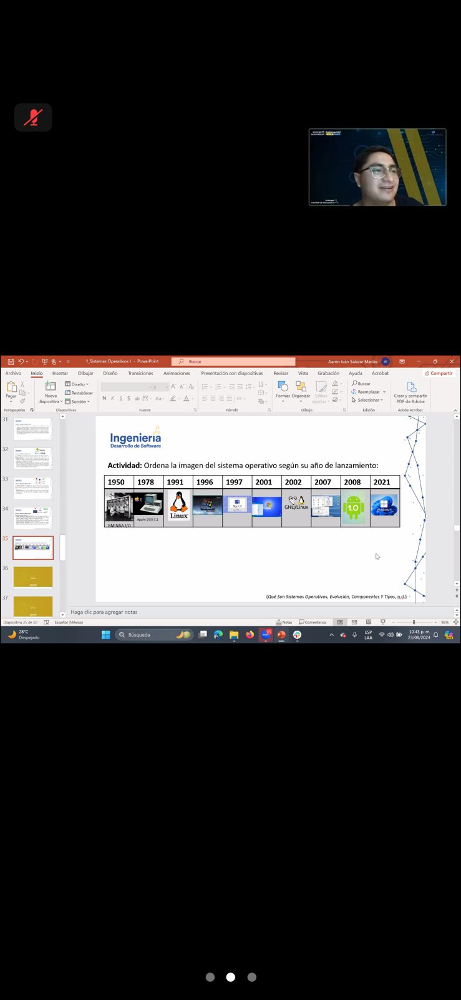 1_Sistemas Operativos I - PowerPoint
Buscar
Aarón Iván Salazar Macías
AI
Archivo Inicio Insertar Dibujar Diseño Transiciones Animaciones Presentación con diapositivas Revisar Vista Grabación Ayuda Acrobat
Compartir
Pegar
Nueva diapositiva
Diseño
Restablecer
Sección
N K S S ab AV Aa
Formas
Organizar
Estilos rápidos
Buscar
Reemplazar
Seleccionar
Crear y compartir PDF de Adobe
Portapapeles
Diapositivas
Fuente
Párrafo
Dibujo
Edición
Adobe Acrobat
31
32
33
34
35
36
37
Ingeniería
Desarrollo de Software
Actividad: Ordena la imagen del sistema operativo según su año de lanzamiento:
1950 1978 1991 1996 1997 2001 2002 2007 2008 2021
GM NAA I/O
Apple DOS 3.1
Linux
Mac OS
GNU/Linux
1.0
Windows 11
(Qué Son Sistemas Operativos, Evolución, Componentes Y Tipos, n.d.)
Haga clic para agregar notas
Diapositiva 35 de 50
Español (México)
Notas
Comentarios
96%
28°C
Despejado
Búsqueda
ESP
LAA
10:43 p. m.
23/08/2024